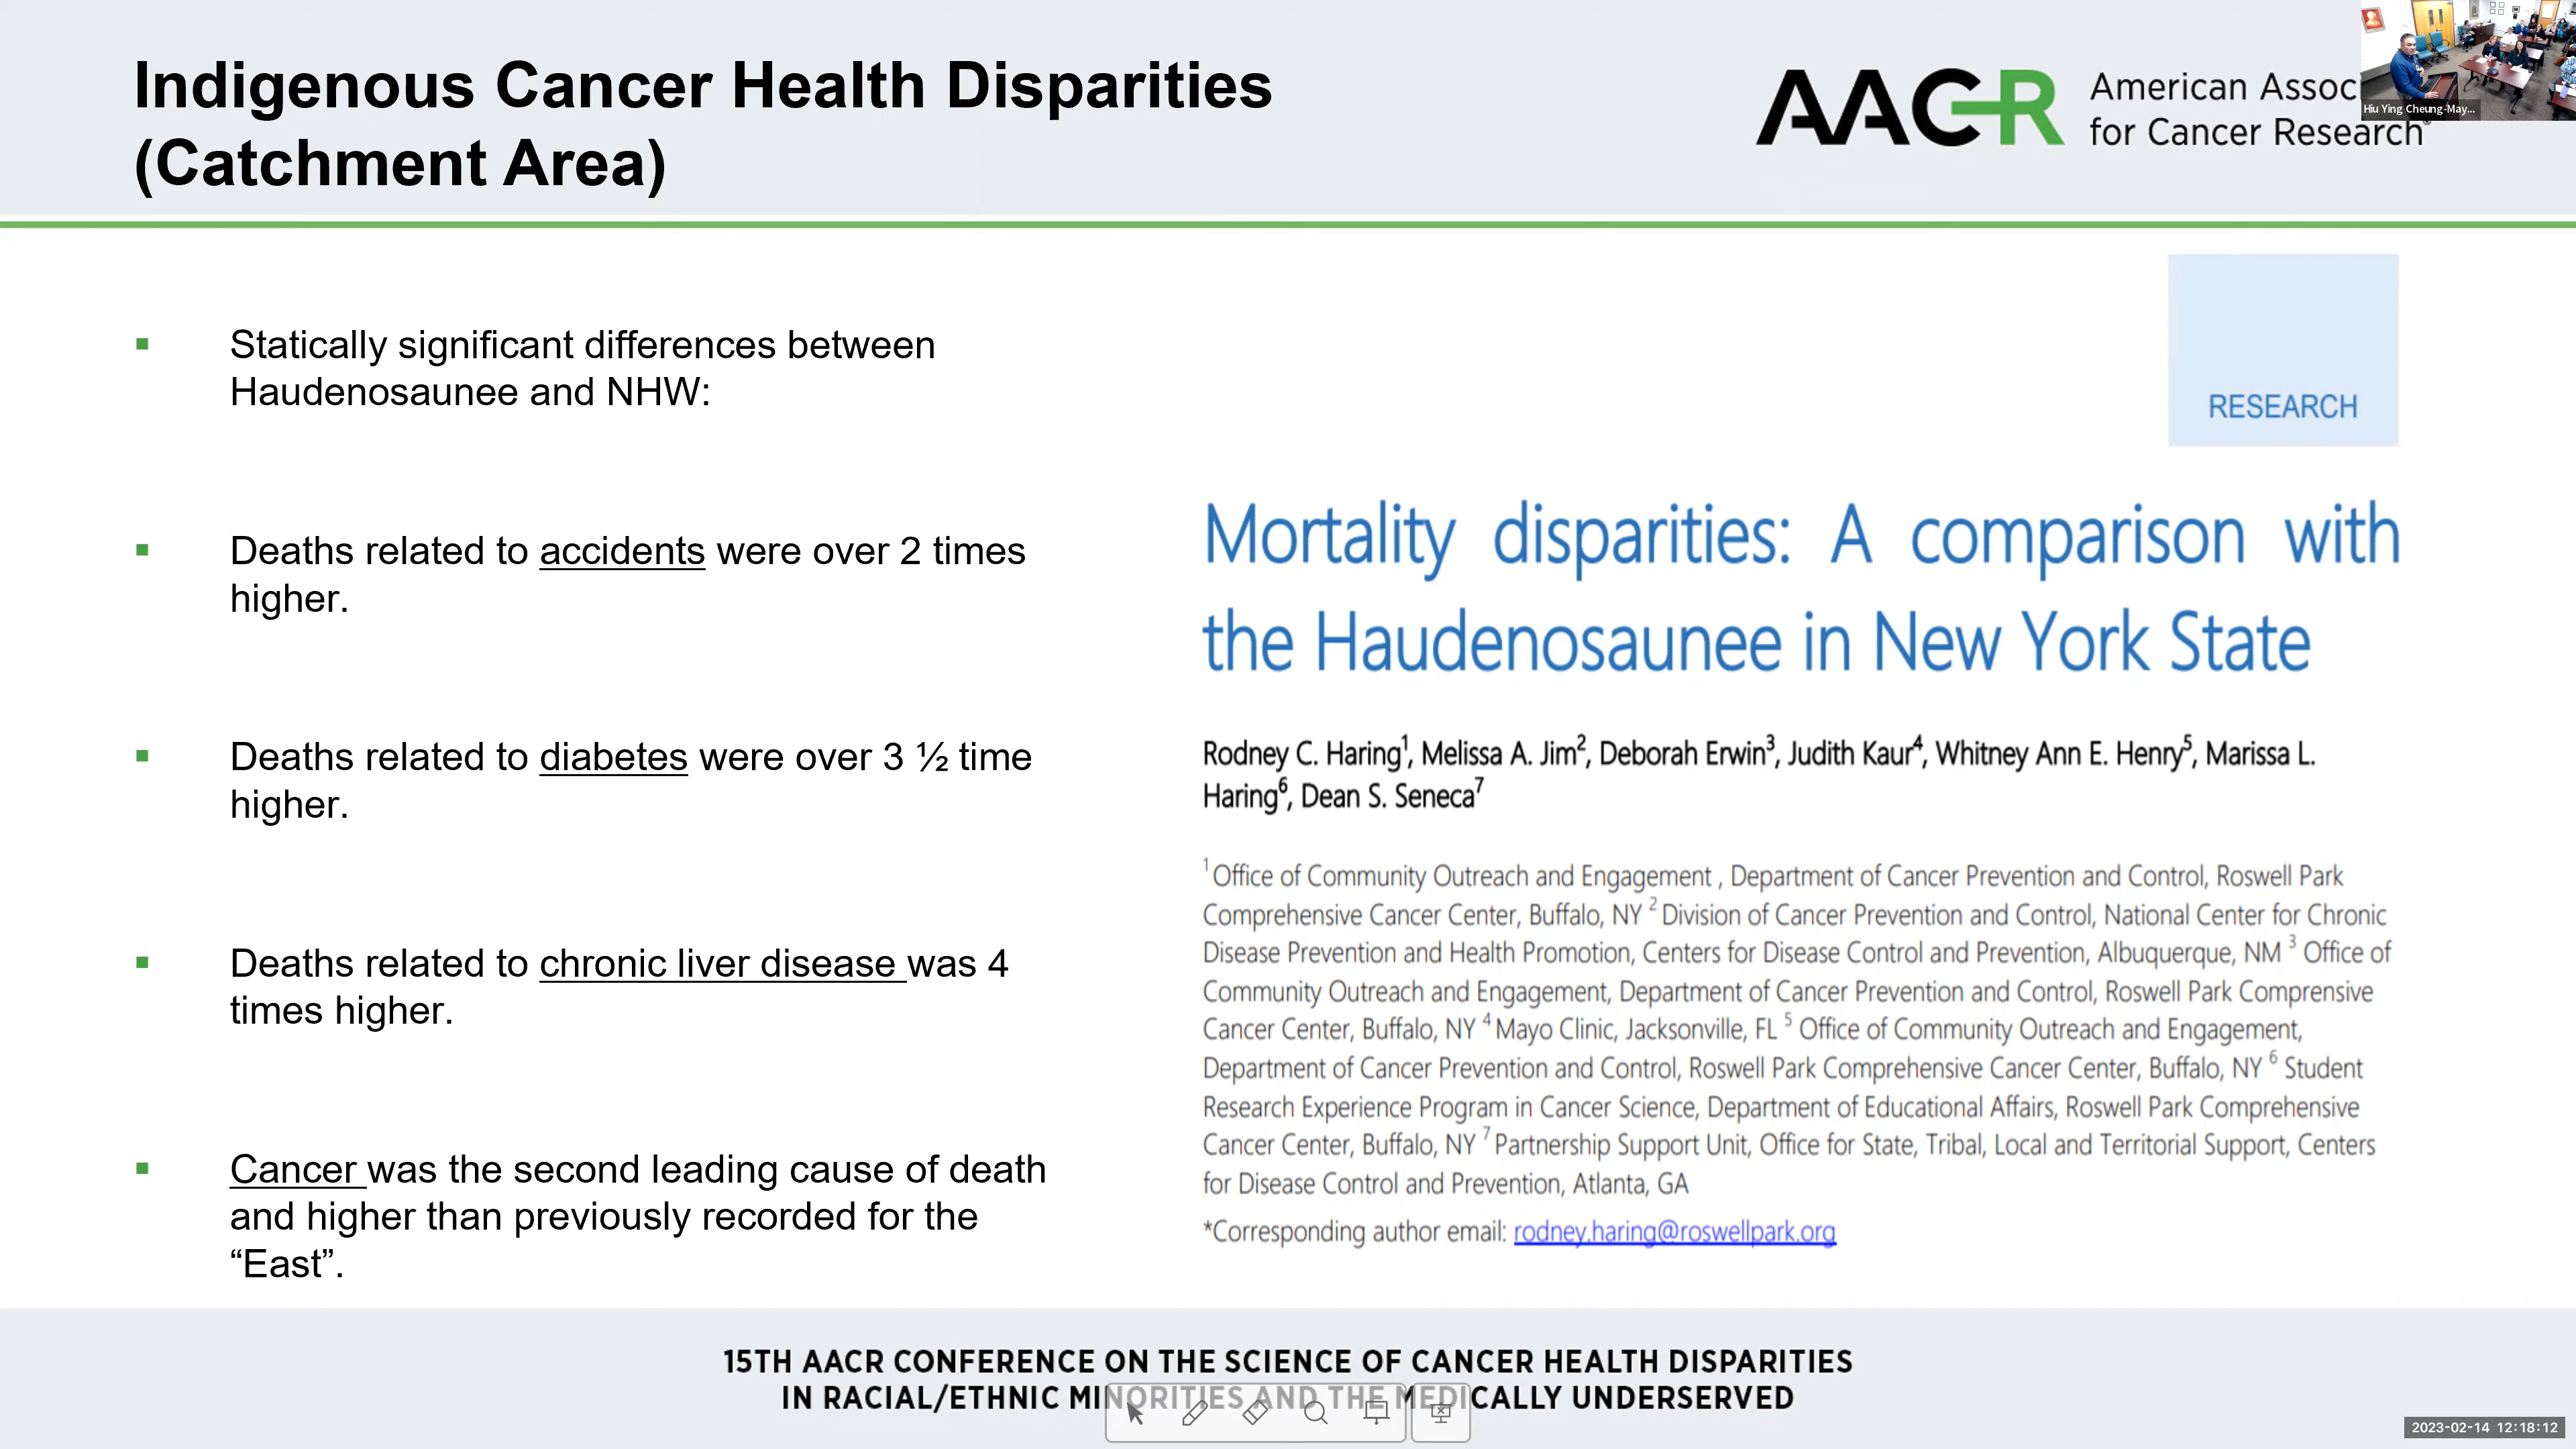 Indigenous Cancer Health Disparities
(Catchment Area)
AACR
American Assoc
for Cancer Research®
Hiu Ying Cheung-May...
▪ Statically significant differences between
Haudenosaunee and NHW:
▪ Deaths related to accidents were over 2 times
higher.
▪ Deaths related to diabetes were over 3 ½ time
higher.
▪ Deaths related to chronic liver disease was 4
times higher.
▪ Cancer was the second leading cause of death
and higher than previously recorded for the
“East”.
RESEARCH
Mortality disparities: A comparison with
the Haudenosaunee in New York State
Rodney C. Haring1, Melissa A. Jim2, Deborah Erwin3, Judith Kaur4, Whitney Ann E. Henry5, Marissa L.
Haring6, Dean S. Seneca7
1 Office of Community Outreach and Engagement , Department of Cancer Prevention and Control, Roswell Park
Comprehensive Cancer Center, Buffalo, NY 2 Division of Cancer Prevention and Control, National Center for Chronic
Disease Prevention and Health Promotion, Centers for Disease Control and Prevention, Albuquerque, NM 3 Office of
Community Outreach and Engagement, Department of Cancer Prevention and Control, Roswell Park Comprensive
Cancer Center, Buffalo, NY 4 Mayo Clinic, Jacksonville, FL 5 Office of Community Outreach and Engagement,
Department of Cancer Prevention and Control, Roswell Park Comprehensive Cancer Center, Buffalo, NY 6 Student
Research Experience Program in Cancer Science, Department of Educational Affairs, Roswell Park Comprehensive
Cancer Center, Buffalo, NY 7 Partnership Support Unit, Office for State, Tribal, Local and Territorial Support, Centers
for Disease Control and Prevention, Atlanta, GA
*Corresponding author email: rodney.haring@roswellpark.org
15TH AACR CONFERENCE ON THE SCIENCE OF CANCER HEALTH DISPARITIES
IN RACIAL/ETHNIC MINORITIES AND THE MEDICALLY UNDERSERVED
2023-02-14 12:18:12